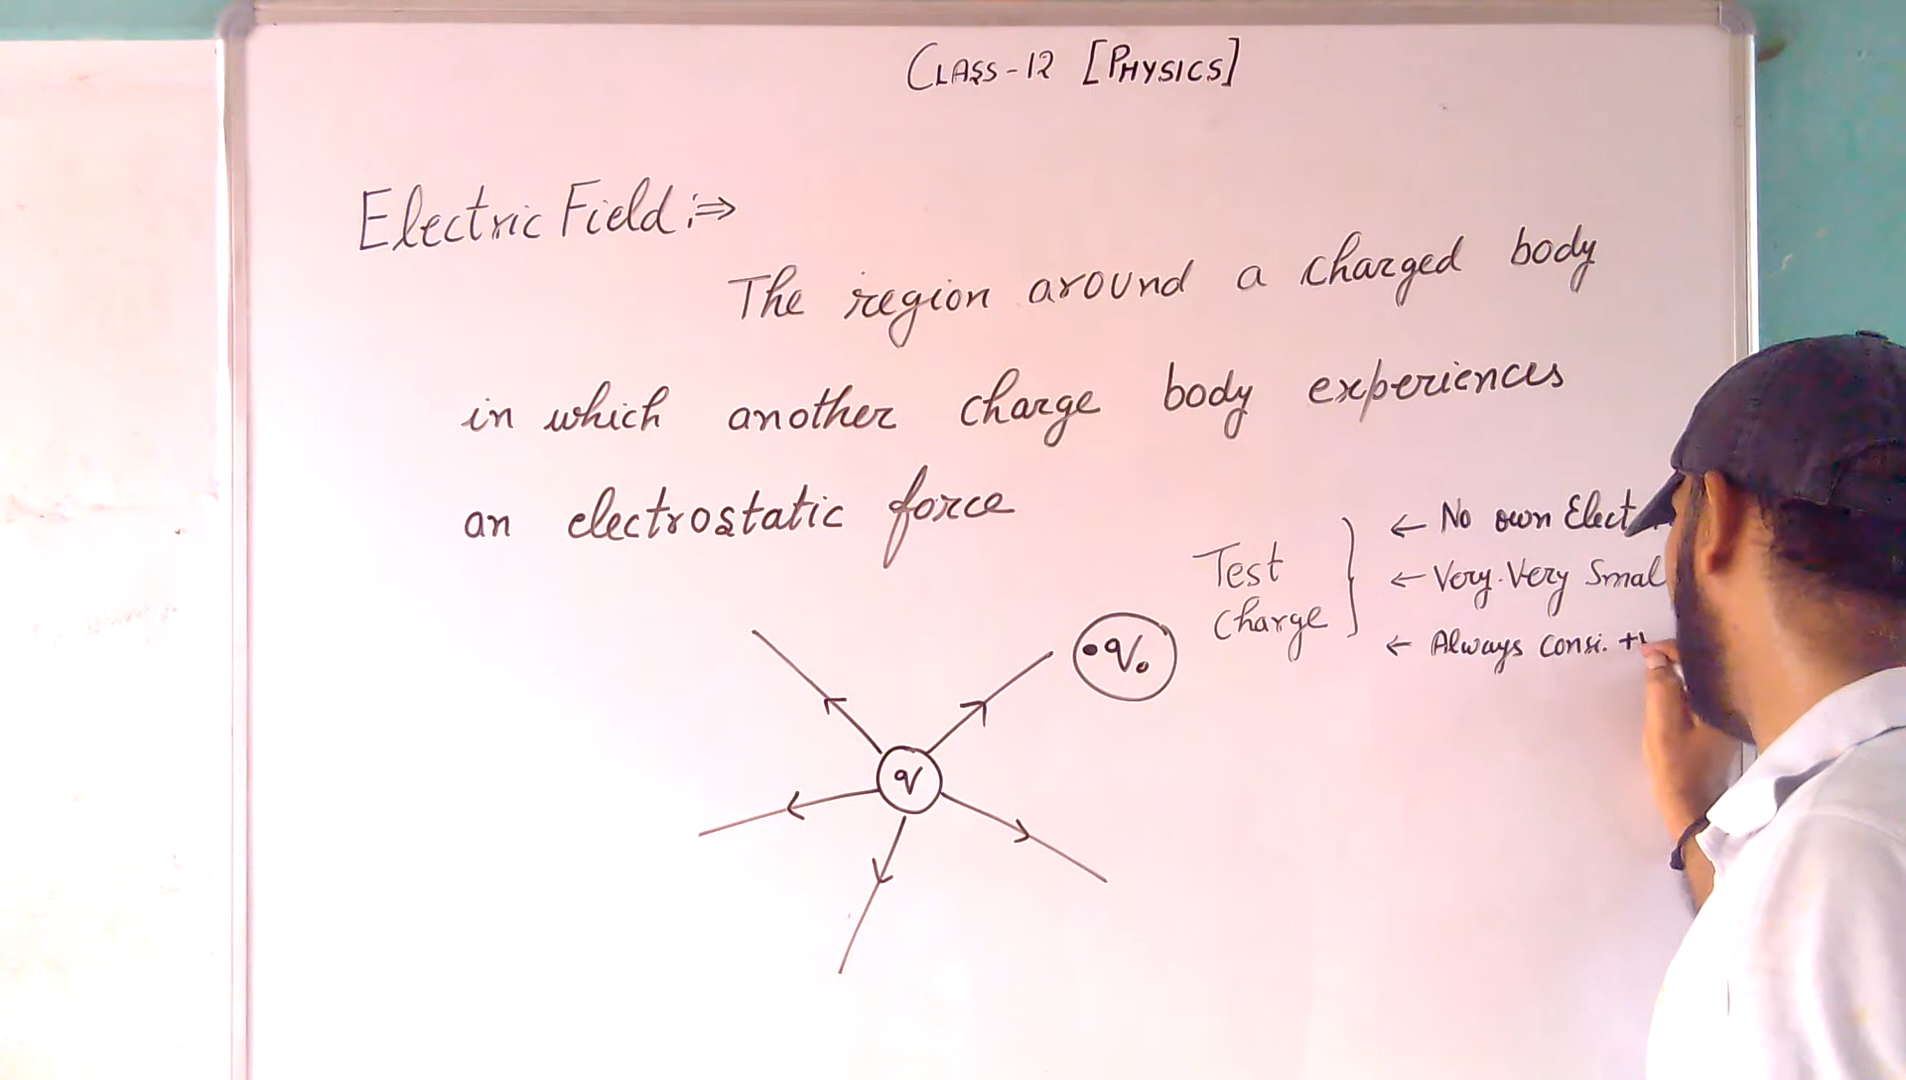 CLASS-12 [PHYSICS]
Electric Field :⇒
The region around a charged body
in which another charge body experiences
an electrostatic force
Test
Charge
← No own Elect
← Very-Very Smal
← Always Consi. +
•q₀
q